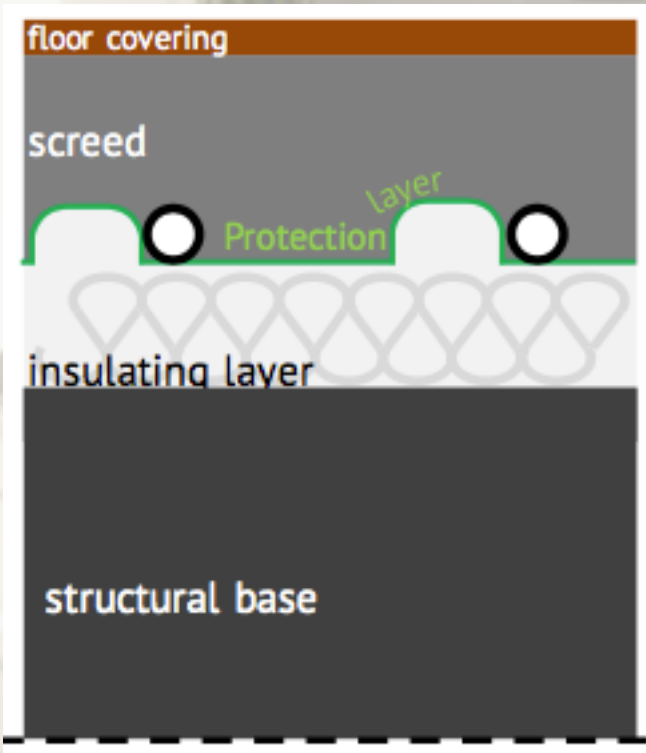 floor covering
screed
Protection layer
insulating layer
structural base